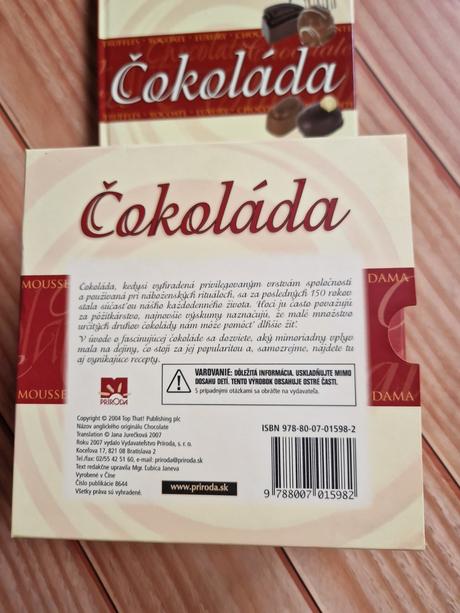 TRUFFLES · YOCOSTE · LUXURY · CHOC
Čokoláda
Čokoláda
MOUSSE
DAMA
Čokoláda, kedysi vyhradená privilegovaným vrstvám spoločnosti
a používaná pri náboženských rituáloch, sa za posledných 150 rokov
stala súčasťou nášho každodenného života. Hoci ju často považujú
za pôžitkárstvo, najnovšie výskumy naznačujú, že malé množstvo
určitých druhov čokolády nám môže pomôcť dlhšie žiť.
V úvode o fascinujúcej čokoláde sa dozviete, aký mimoriadny vplyv
mala na dejiny, čo stojí za jej popularitou a, samozrejme, nájdete tu
aj vynikajúce recepty.
MOUSSE
DAMA
PRÍRODA
VAROVANIE: DÔLEŽITÁ INFORMÁCIA. USKLADŇUJTE MIMO
DOSAHU DETÍ. TENTO VÝROBOK OBSAHUJE OSTRÉ ČASTI.
S prípadnými otázkami sa obráťte na vydavateľa.
Copyright © 2004 Top That! Publishing plc
Názov anglického originálu Chocolate
Translation © Jana Jurečková 2007
Roku 2007 vydalo Vydavateľstvo Príroda, s. r. o.
Koceľova 17, 821 08 Bratislava 2
Tel./fax: 02/55 42 51 60, e-mail: priroda@priroda.sk
Text redakčne upravila Mgr. Ľubica Janeva
Vyrobené v Číne
Číslo publikácie 8644
Všetky práva sú vyhradené.
www.priroda.sk
ISBN 978-80-07-01598-2
9 788007 015982